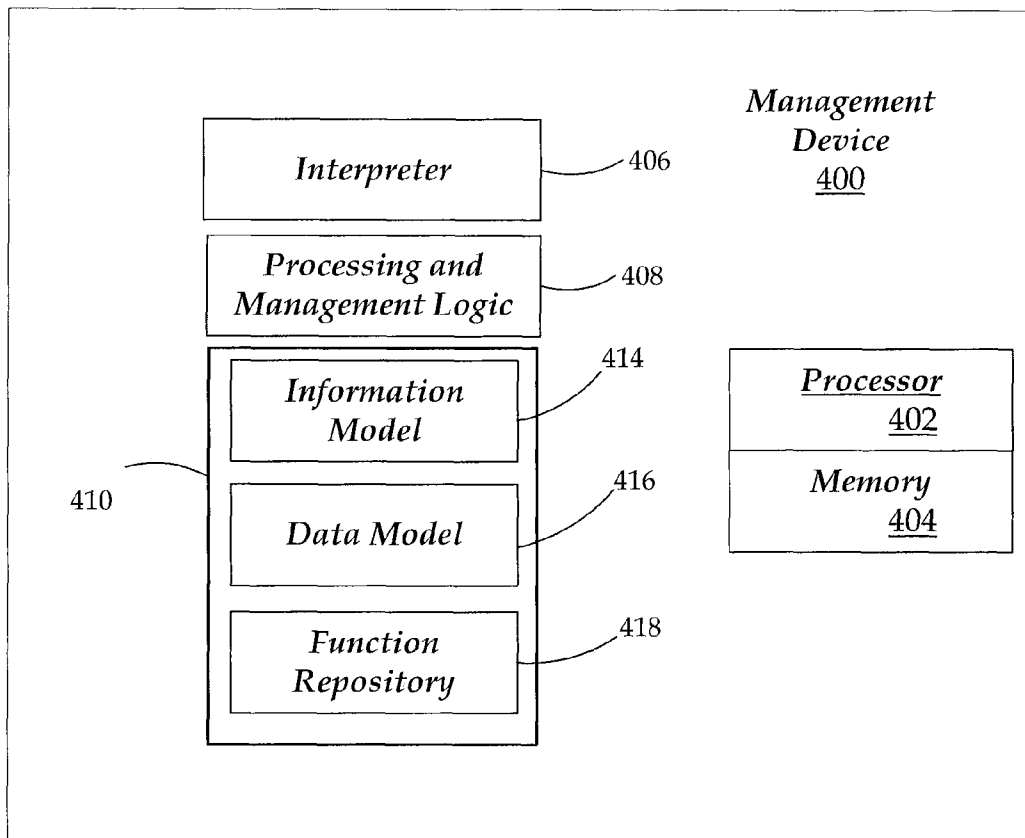 Management
Device
400
Interpreter
406
Processing and
Management Logic
408
Information
Model
414
Processor
402
410
Data Model
416
Memory
404
Function
Repository
418